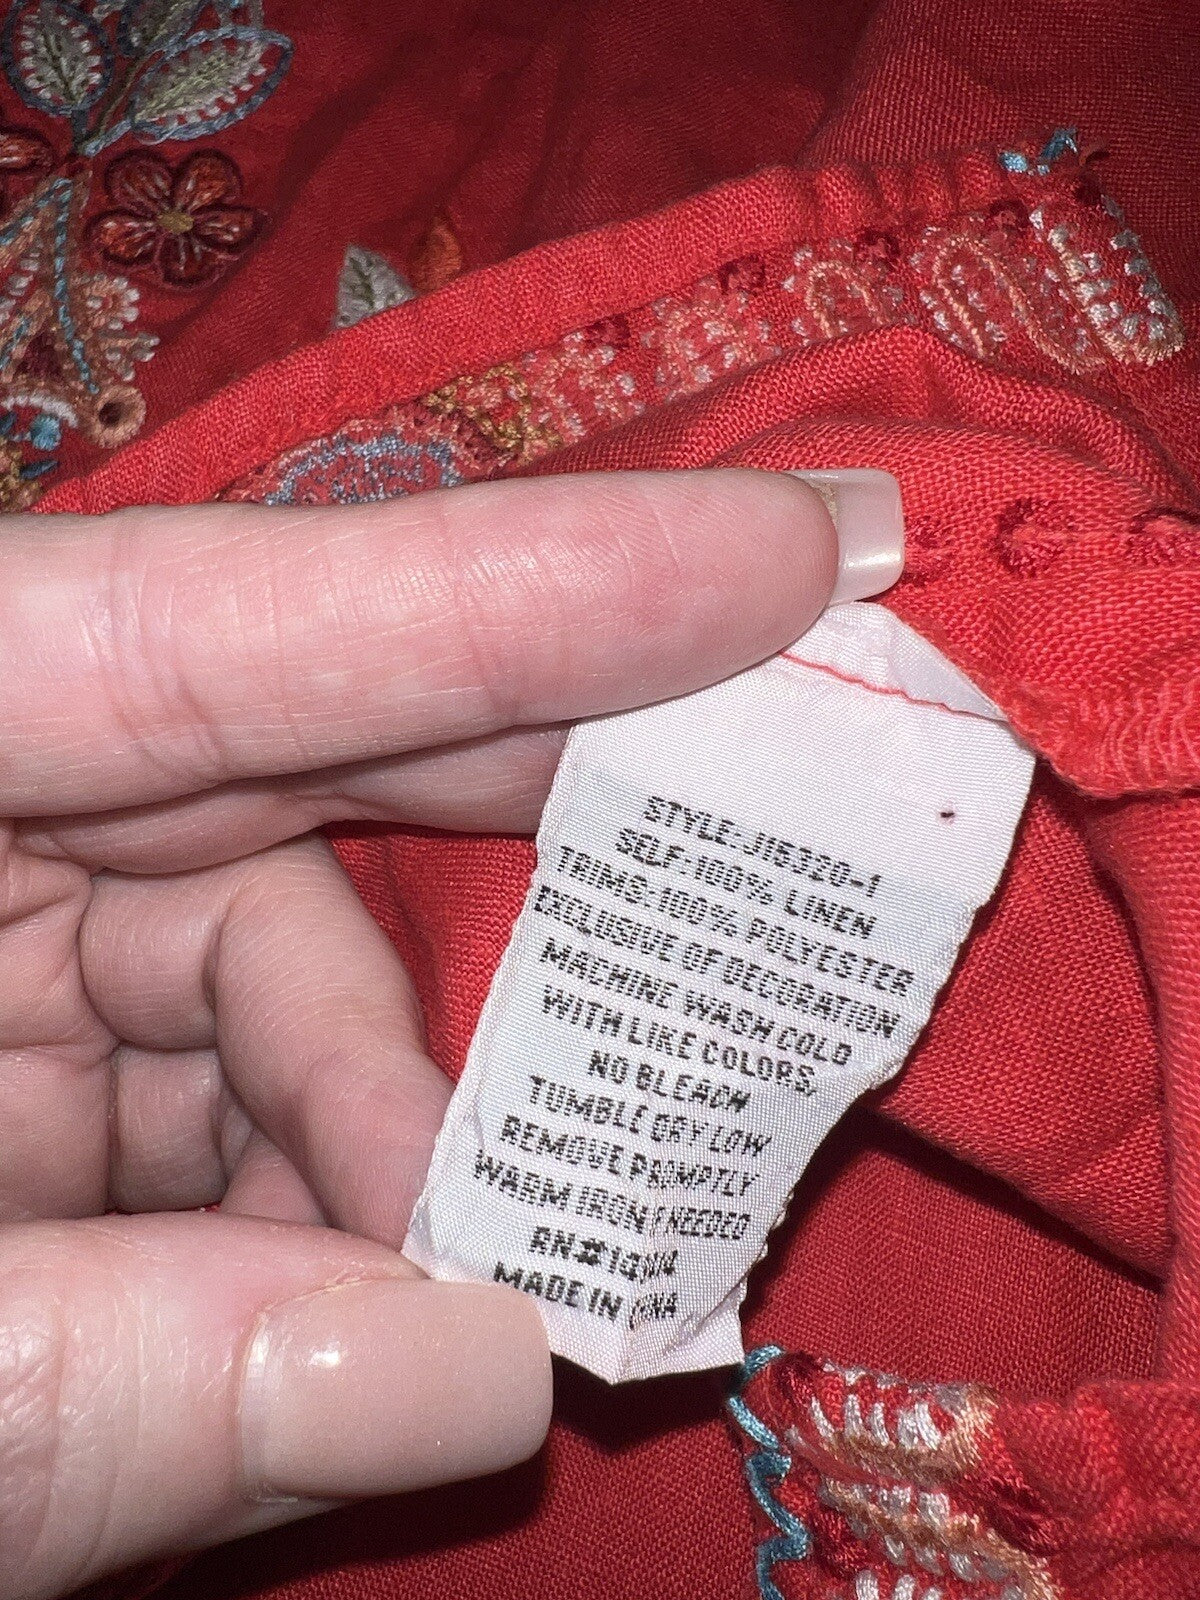 STYLE: J15320-1
SELF: 100% LINEN
TRIMS: 100% POLYESTER
EXCLUSIVE OF DECORATION
MACHINE WASH COLD
WITH LIKE COLORS.
NO BLEACH
TUMBLE DRY LOW
REMOVE PROMPTLY
WARM IRON IF NEEDED
MADE IN CHINA